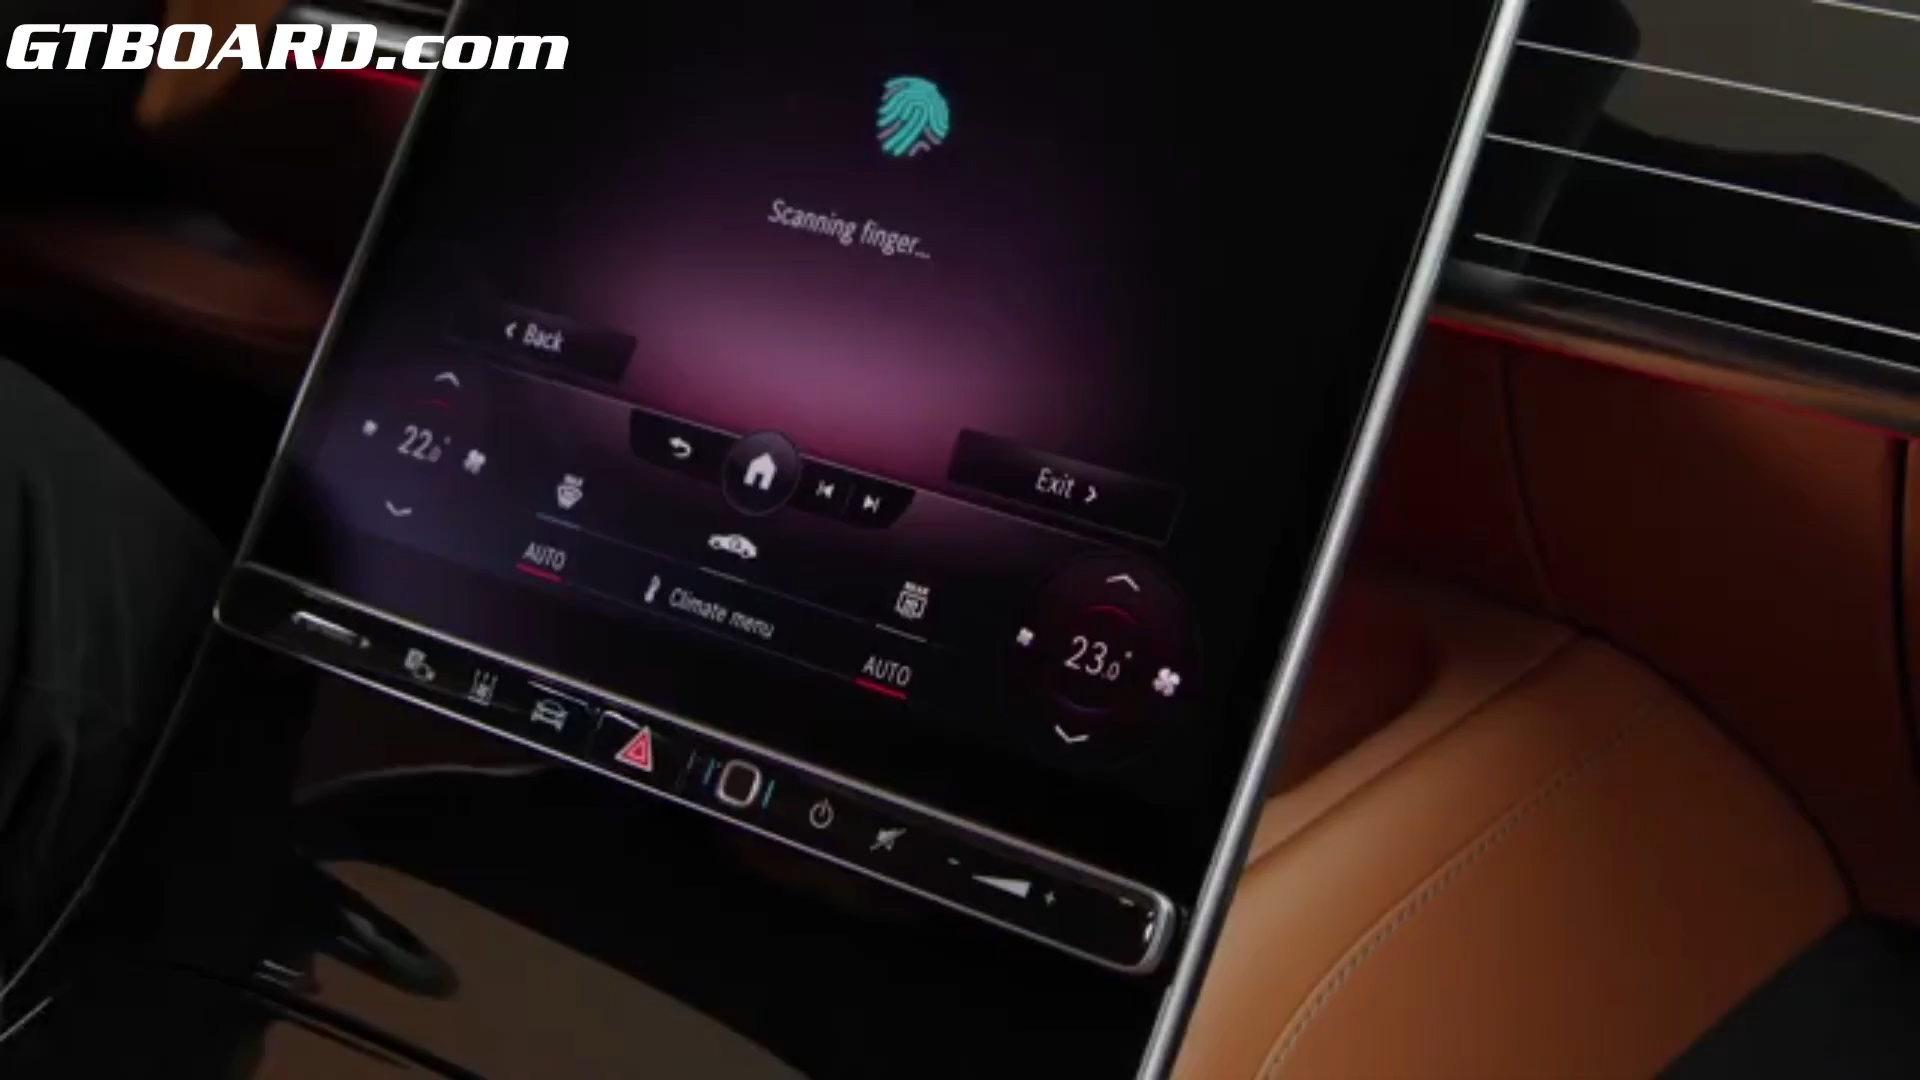 GTBOARD.com
Scanning finger...
‹ Back
22.0°
Exit ›
AUTO
Climate menu
23.0°
AUTO
- +